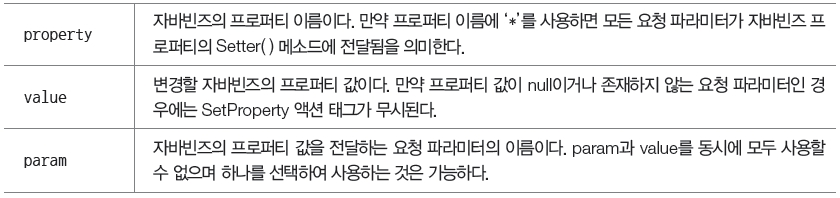 property
자바빈즈의 프로퍼티 이름이다. 만약 프로퍼티 이름에 '*'를 사용하면 모든 요청 파라미터가 자바빈즈 프
로퍼티의 Setter( ) 메소드에 전달됨을 의미한다.
value
변경할 자바빈즈의 프로퍼티 값이다. 만약 프로퍼티 값이 null이거나 존재하지 않는 요청 파라미터인 경
우에는 SetProperty 액션 태그가 무시된다.
param
자바빈즈의 프로퍼티 값을 전달하는 요청 파라미터의 이름이다. param과 value를 동시에 모두 사용할
수 없으며 하나를 선택하여 사용하는 것은 가능하다.